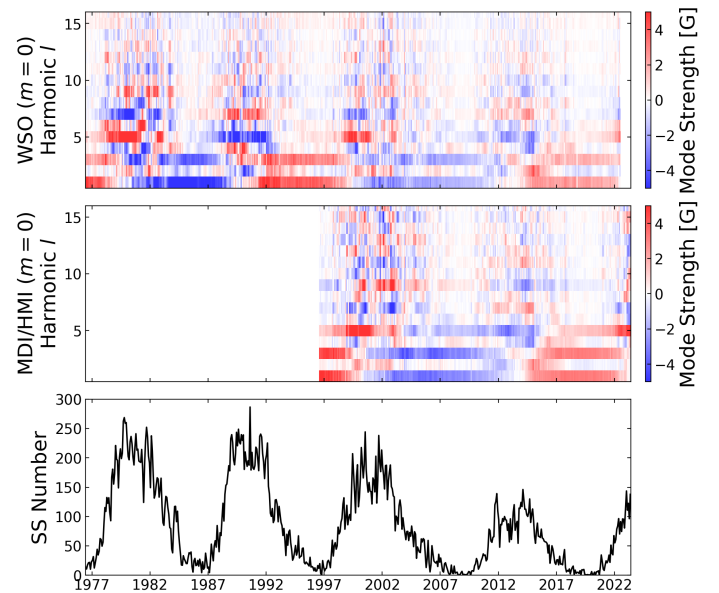 WSO (m = 0)
Harmonic l
15
10
5
4
2
0
−2
−4
Mode Strength [G]
MDI/HMI (m = 0)
Harmonic l
15
10
5
4
2
0
−2
−4
Mode Strength [G]
SS Number
300
250
200
150
100
50
0
1977 1982 1987 1992 1997 2002 2007 2012 2017 2022